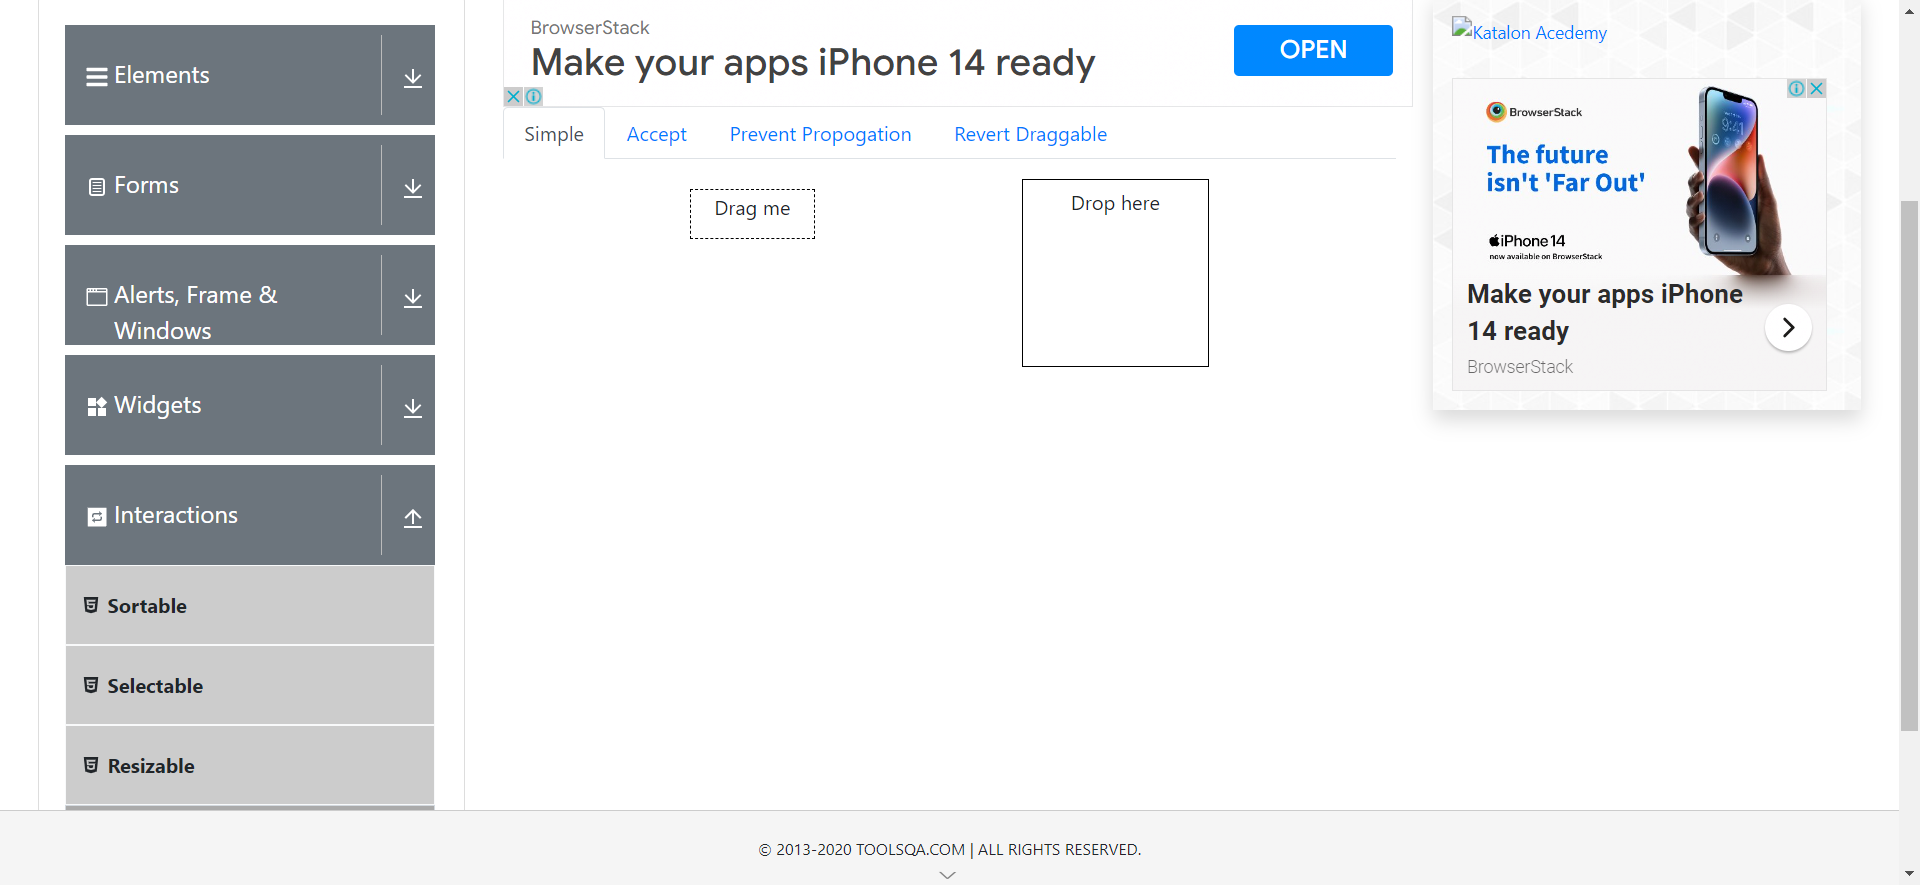 Elements
Forms
Alerts, Frame &
Windows
Widgets
Interactions
Sortable
Selectable
Resizable
BrowserStack
Make your apps iPhone 14 ready
OPEN
Simple
Accept
Prevent Propogation
Revert Draggable
Drag me
Drop here
Katalon Acedemy
BrowserStack
The future
isn't 'Far Out'
9:41
iPhone 14
now available on BrowserStack
Make your apps iPhone
14 ready
BrowserStack
© 2013-2020 TOOLSQA.COM | ALL RIGHTS RESERVED.